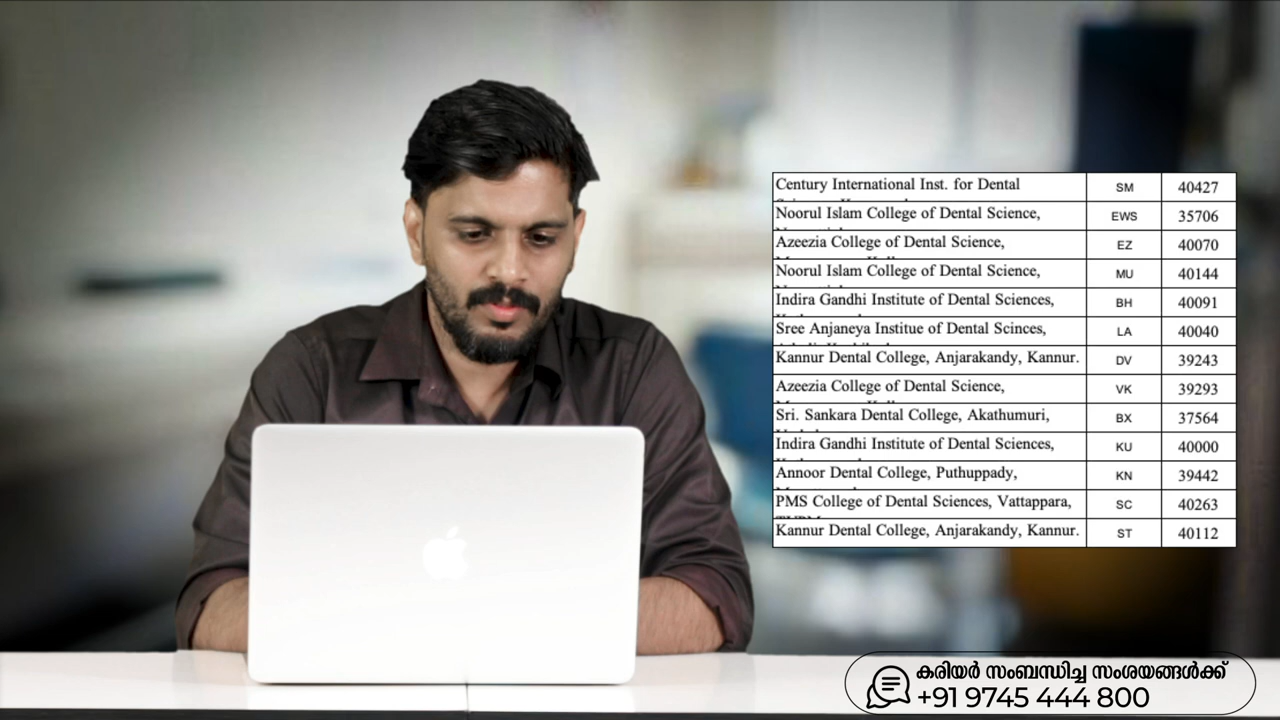 Century International Inst. for Dental SM 40427
Noorul Islam College of Dental Science, EWS 35706
Azeezia College of Dental Science, EZ 40070
Noorul Islam College of Dental Science, MU 40144
Indira Gandhi Institute of Dental Sciences, BH 40091
Sree Anjaneya Institue of Dental Scinces, LA 40040
Kannur Dental College, Anjarakandy, Kannur. DV 39243
Azeezia College of Dental Science, VK 39293
Sri. Sankara Dental College, Akathumuri, BX 37564
Indira Gandhi Institute of Dental Sciences, KU 40000
Annoor Dental College, Puthuppady, KN 39442
PMS College of Dental Sciences, Vattappara, SC 40263
Kannur Dental College, Anjarakandy, Kannur. ST 40112
കരിയർ സംബന്ധിച്ച സംശയങ്ങൾക്ക്
+91 9745 444 800